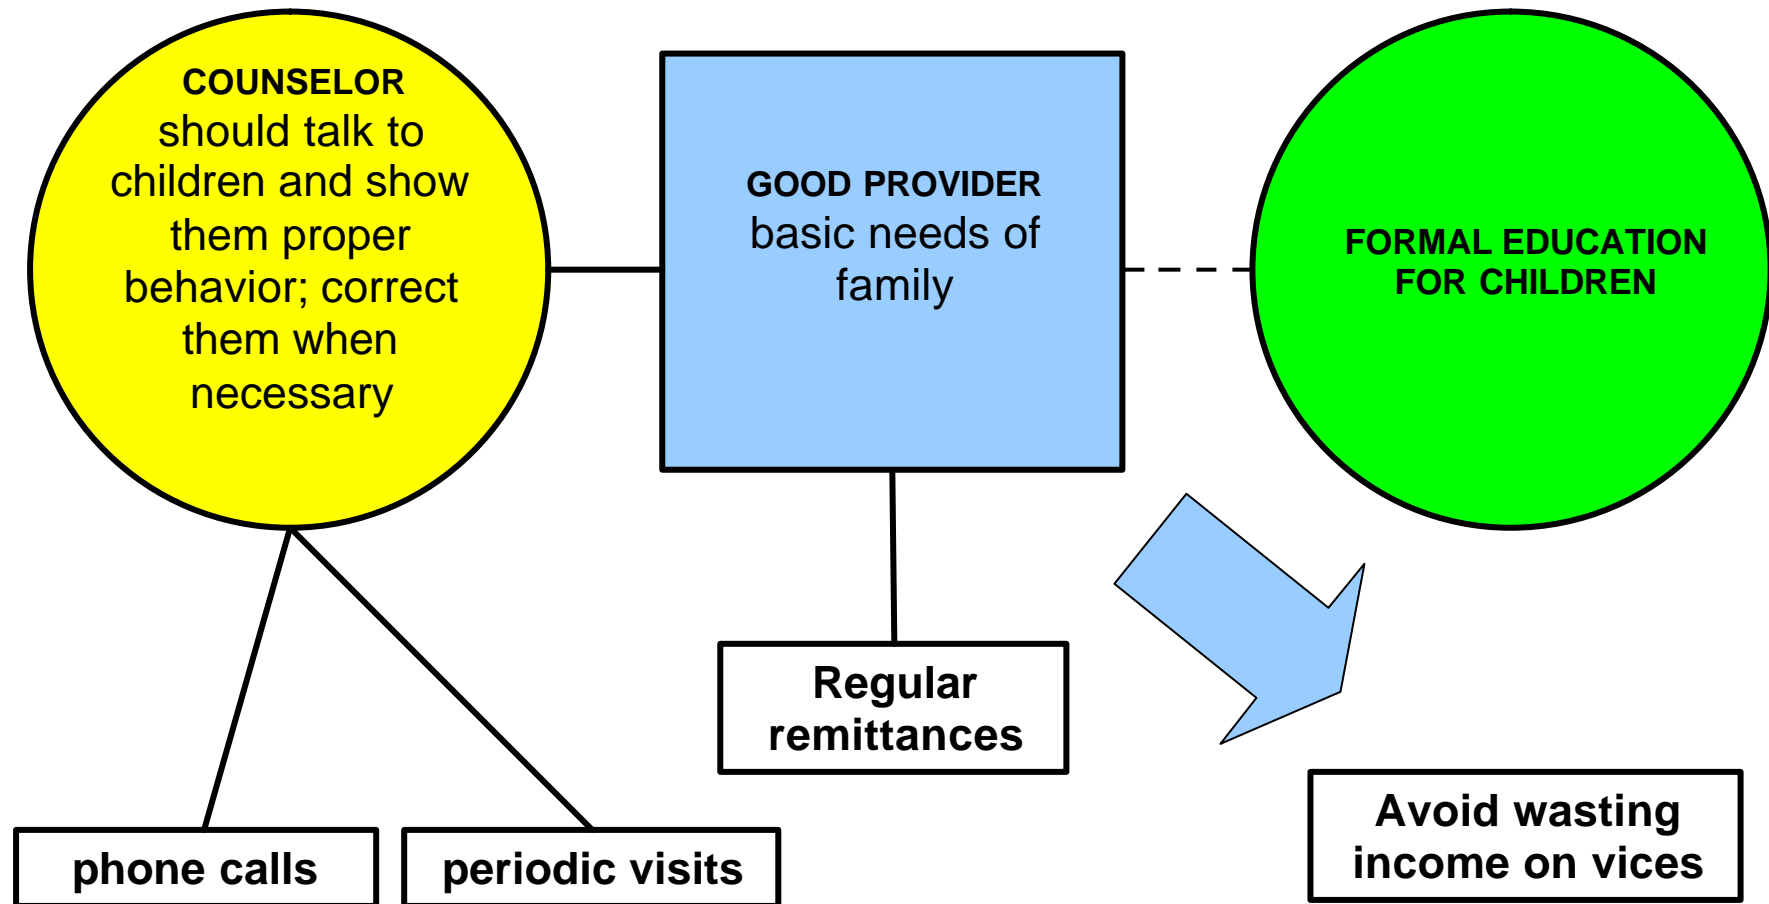 COUNSELOR
should talk to
children and show
them proper
behavior; correct
them when
necessary
GOOD PROVIDER
basic needs of
family
FORMAL EDUCATION
FOR CHILDREN
Regular
remittances
phone calls
periodic visits
Avoid wasting
income on vices